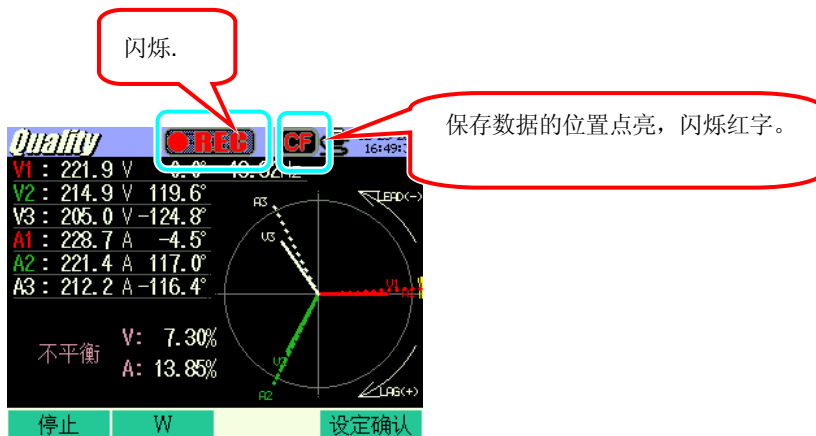 闪烁.
保存数据的位置点亮，闪烁红字。
Quality REC CF
16:49:
V1 : 221.9 V 0.0°
V2 : 214.9 V 119.6°
V3 : 205.0 V -124.8°
A1 : 228.7 A -4.5°
A2 : 221.4 A 117.0°
A3 : 212.2 A -116.4°
不平衡
V: 7.30%
A: 13.85%
A3
V3
LEAD(-)
V1
V2
A2
LAG(+)
停止 W 设定确认